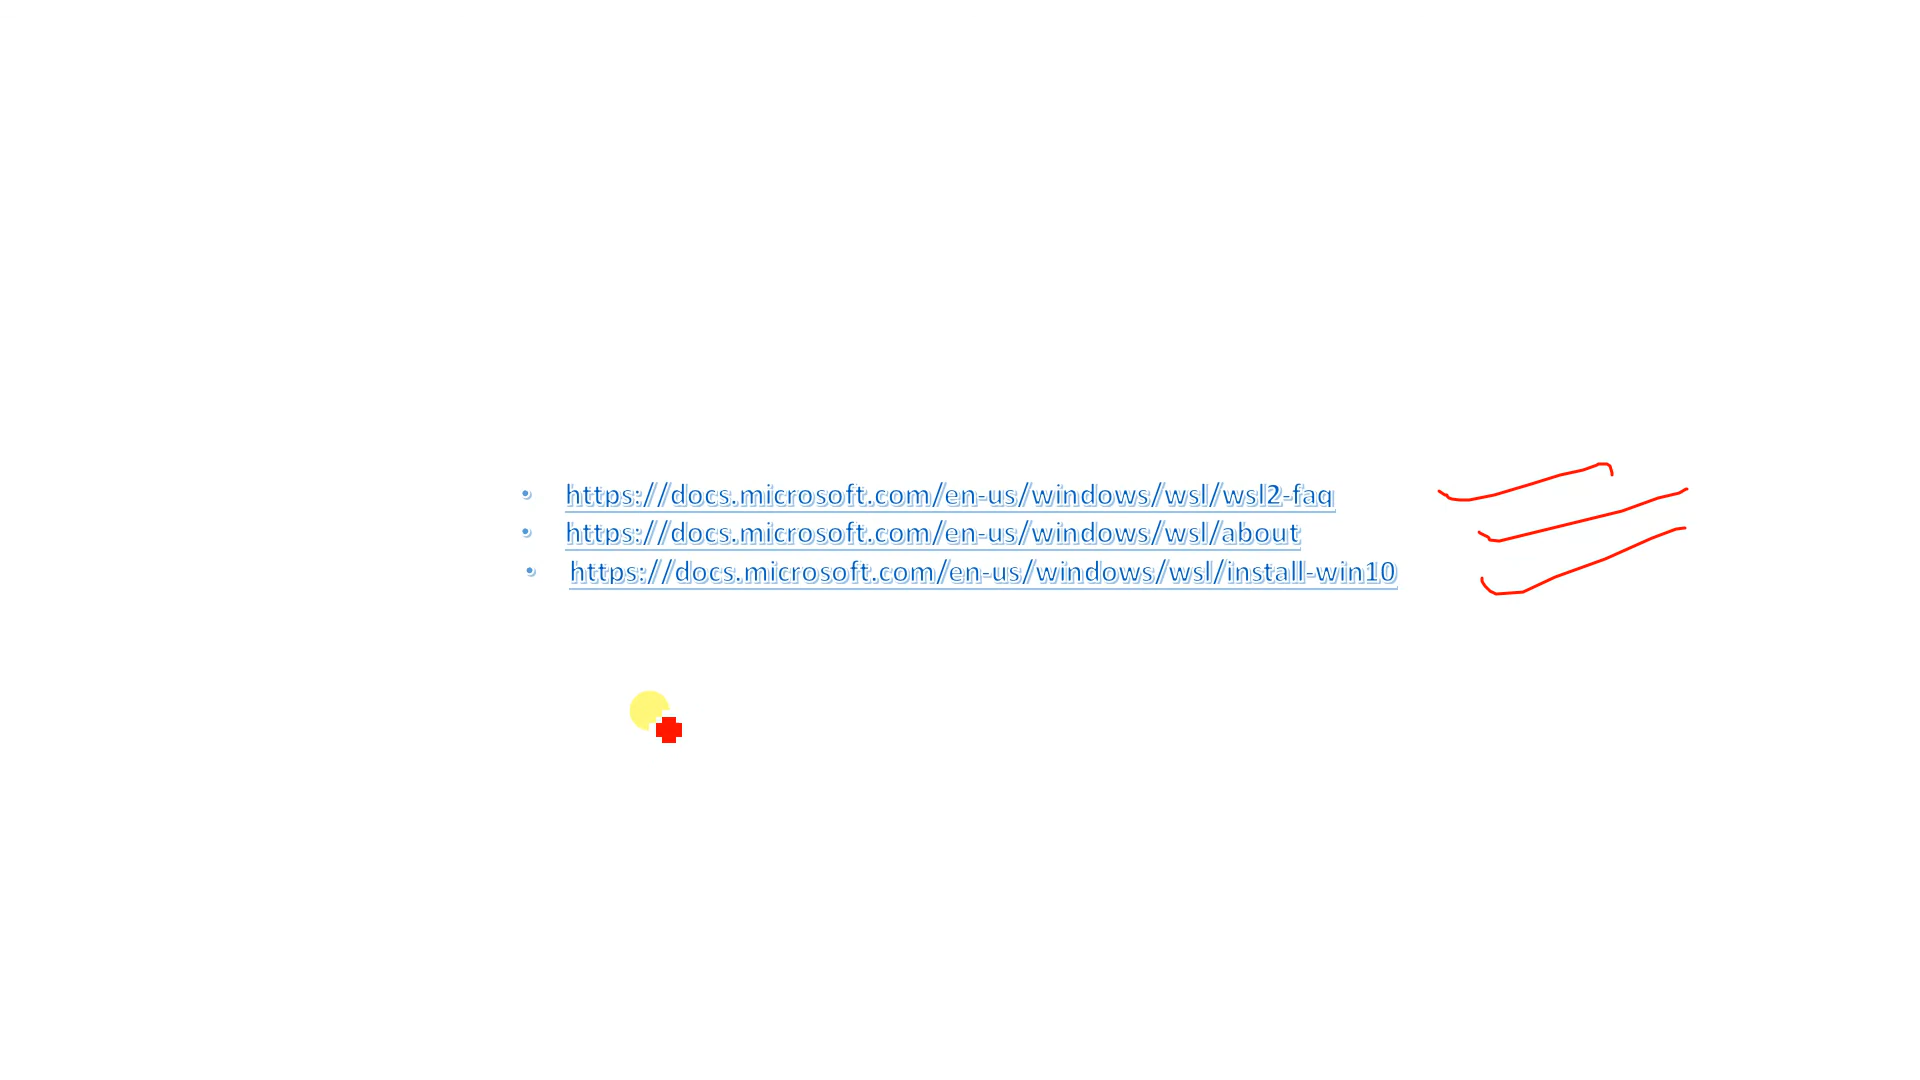 • https://docs.microsoft.com/en-us/windows/wsl/wsl2-faq
• https://docs.microsoft.com/en-us/windows/wsl/about
• https://docs.microsoft.com/en-us/windows/wsl/install-win10